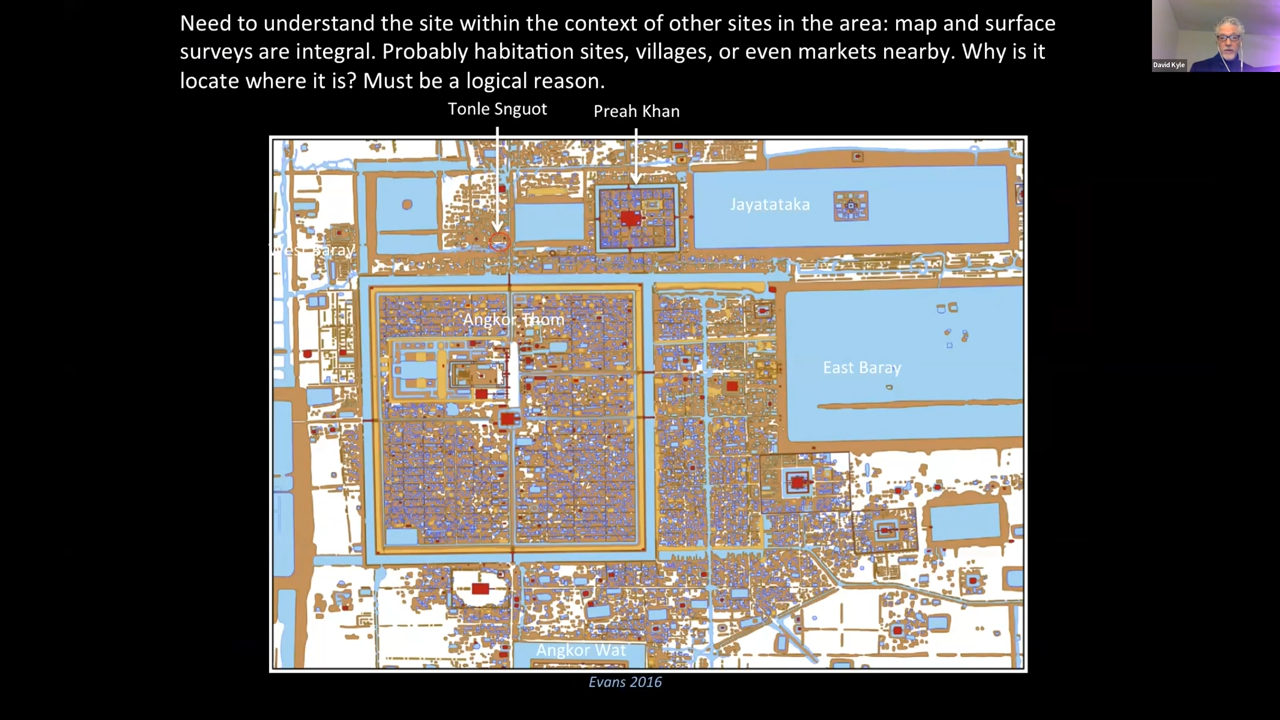 Need to understand the site within the context of other sites in the area: map and surface
surveys are integral. Probably habitation sites, villages, or even markets nearby. Why is it
locate where it is? Must be a logical reason.
David Kyle
Tonle Snguot
Preah Khan
Jayatataka
West Baray
Angkor Thom
East Baray
Angkor Wat
Evans 2016